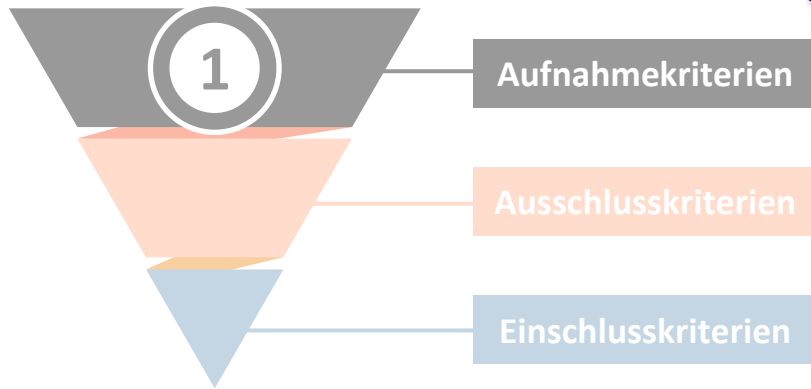 1
Aufnahmekriterien
Ausschlusskriterien
Einschlusskriterien